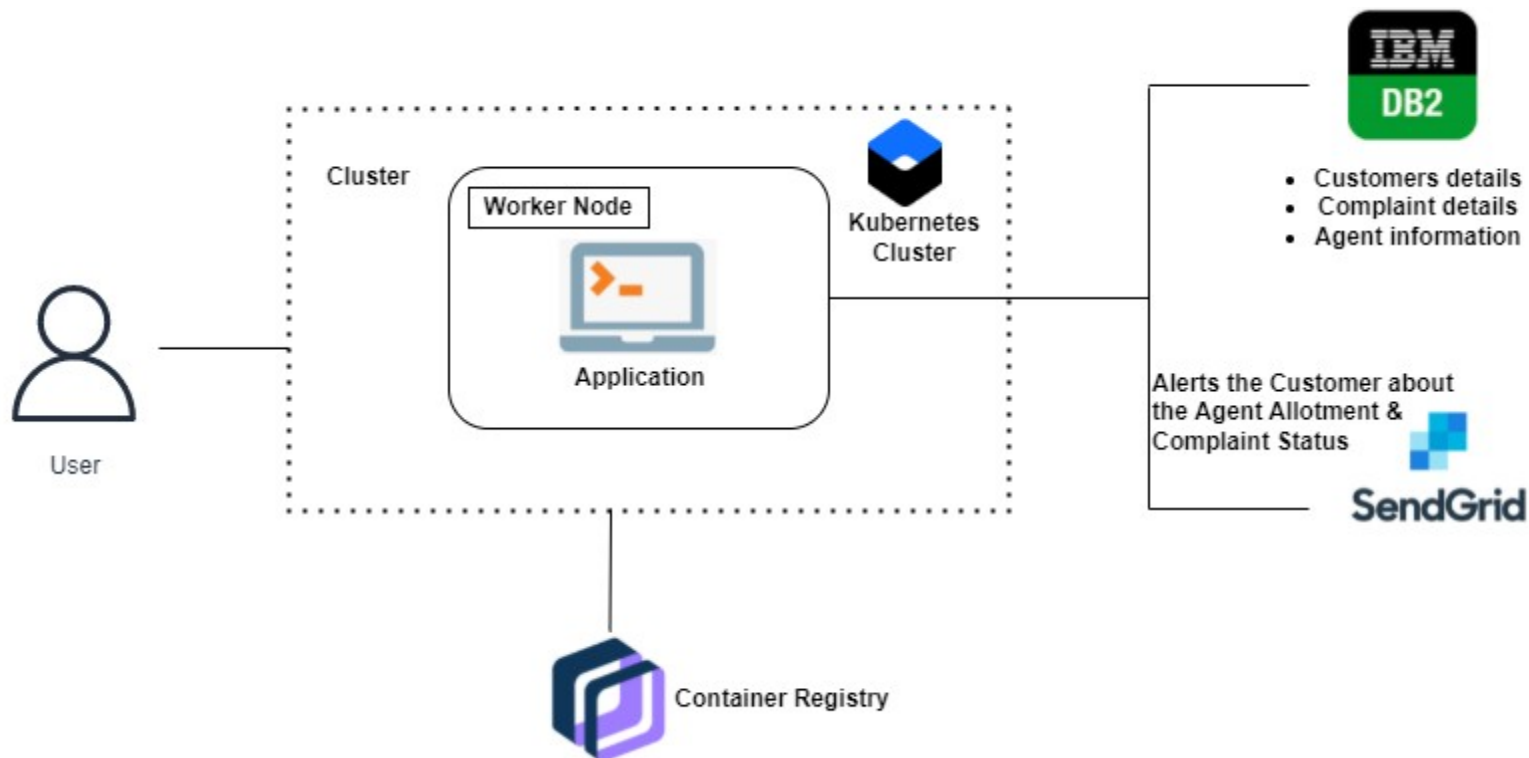 IBM
DB2
• Customers details
• Complaint details
• Agent information
Cluster
Worker Node
Application
Kubernetes
Cluster
User
Alerts the Customer about
the Agent Allotment &
Complaint Status
SendGrid
Container Registry